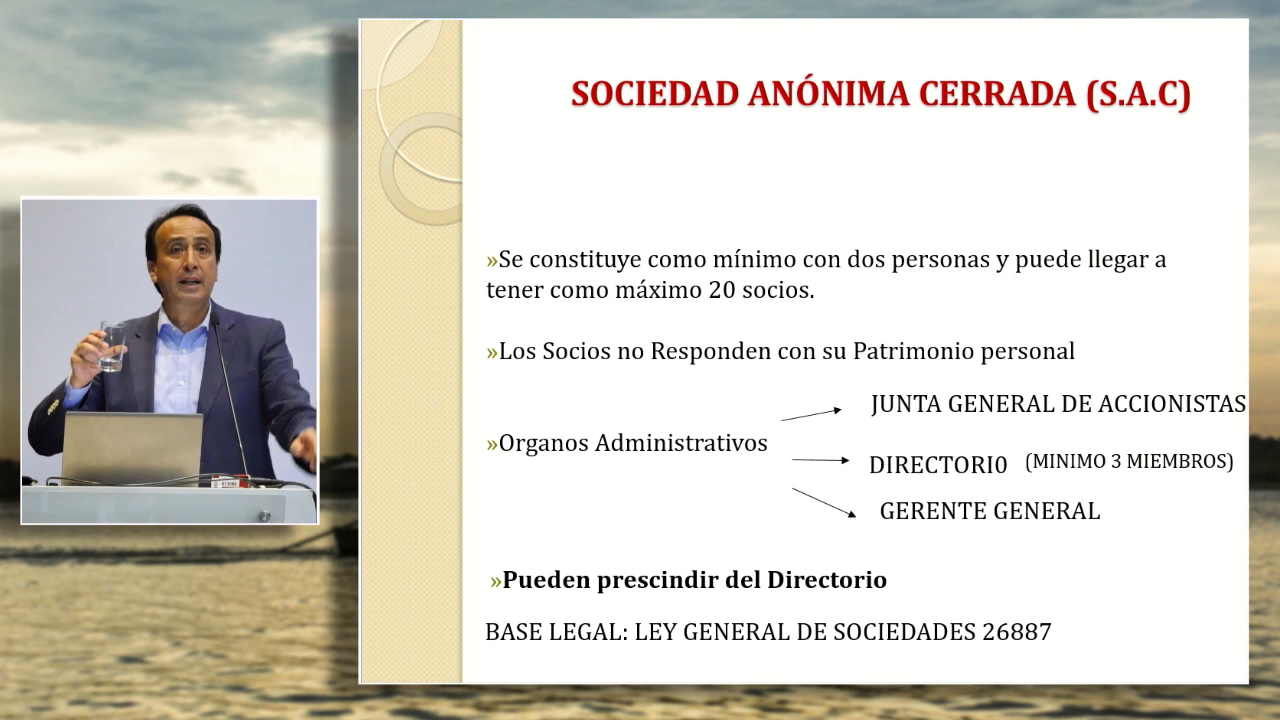 SOCIEDAD ANÓNIMA CERRADA (S.A.C)
»Se constituye como mínimo con dos personas y puede llegar a
tener como máximo 20 socios.
»Los Socios no Responden con su Patrimonio personal
»Organos Administrativos
JUNTA GENERAL DE ACCIONISTAS
DIRECTORI0 (MINIMO 3 MIEMBROS)
GERENTE GENERAL
»Pueden prescindir del Directorio
BASE LEGAL: LEY GENERAL DE SOCIEDADES 26887